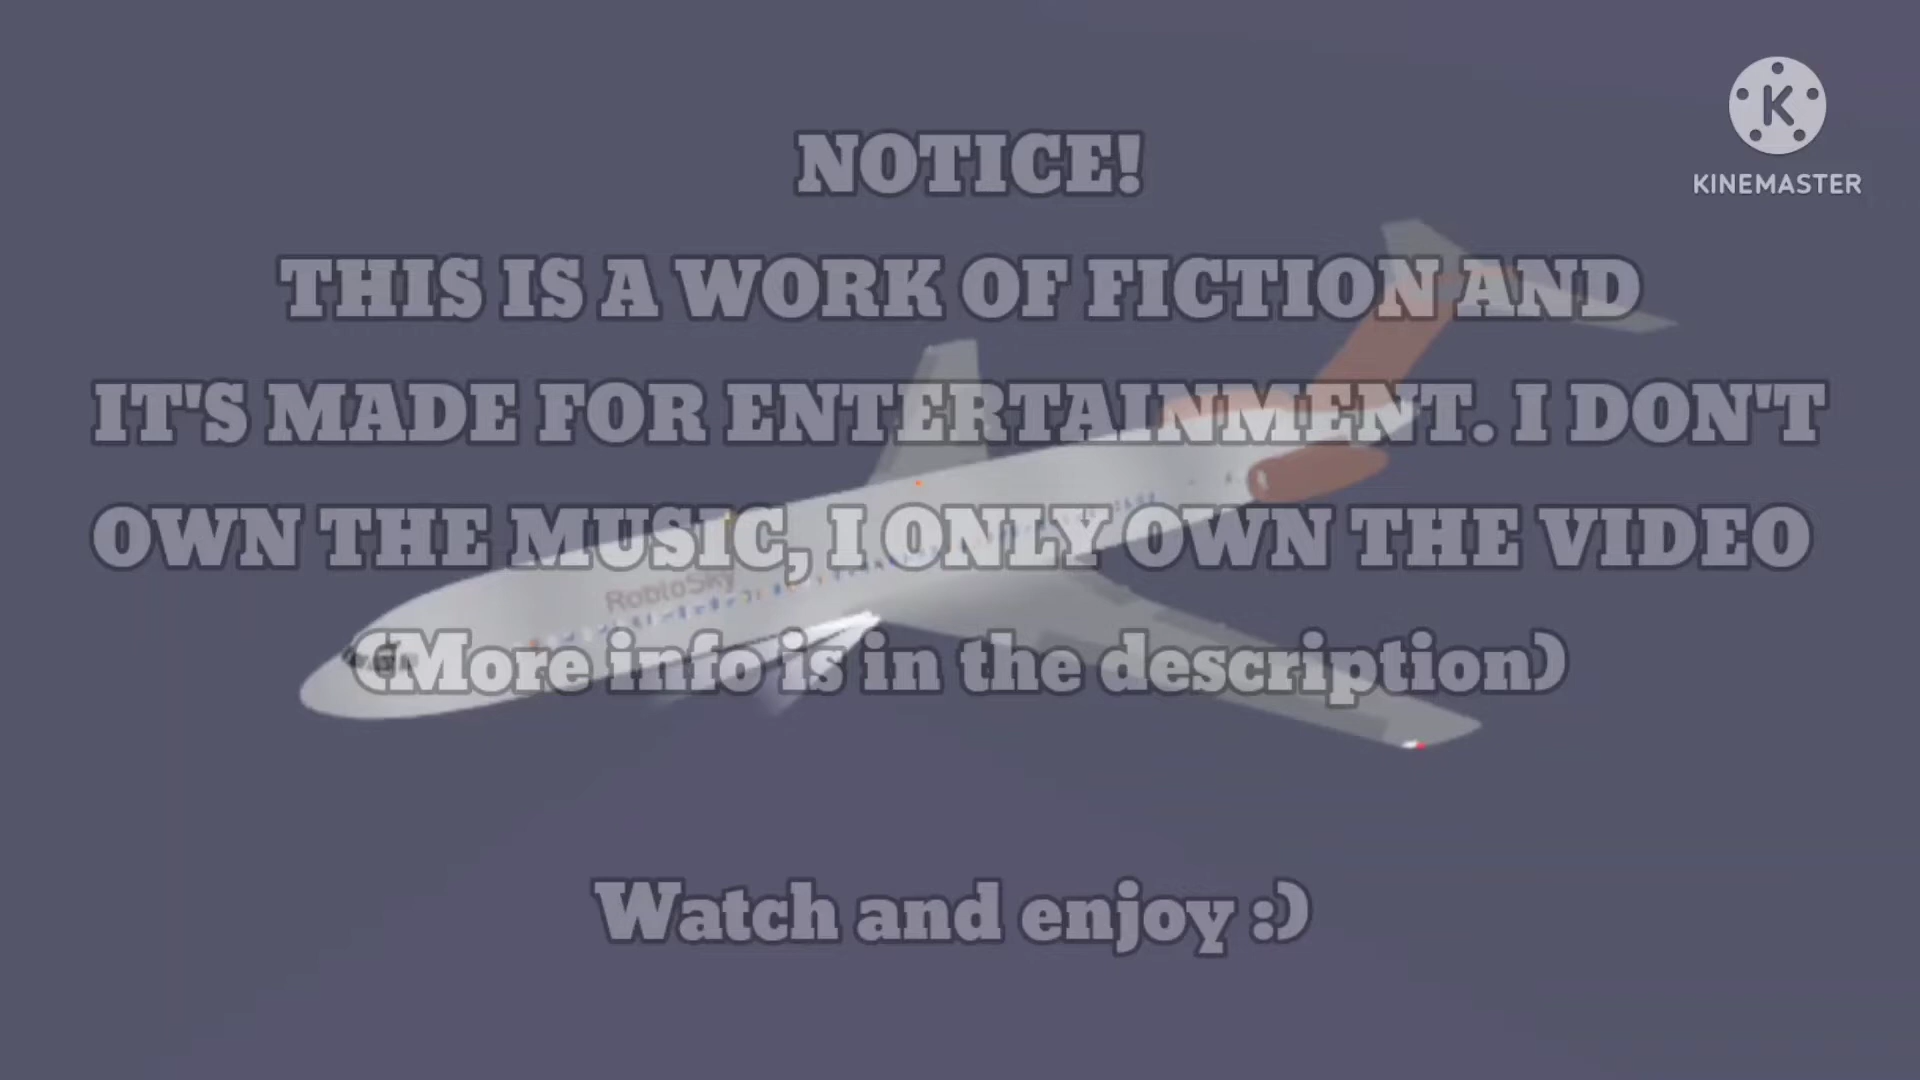 KINEMASTER
NOTICE!
THIS IS A WORK OF FICTION AND
IT'S MADE FOR ENTERTAINMENT. I DON'T
OWN THE MUSIC, I ONLY OWN THE VIDEO
RobloSky
(More info is in the description)
Watch and enjoy :)